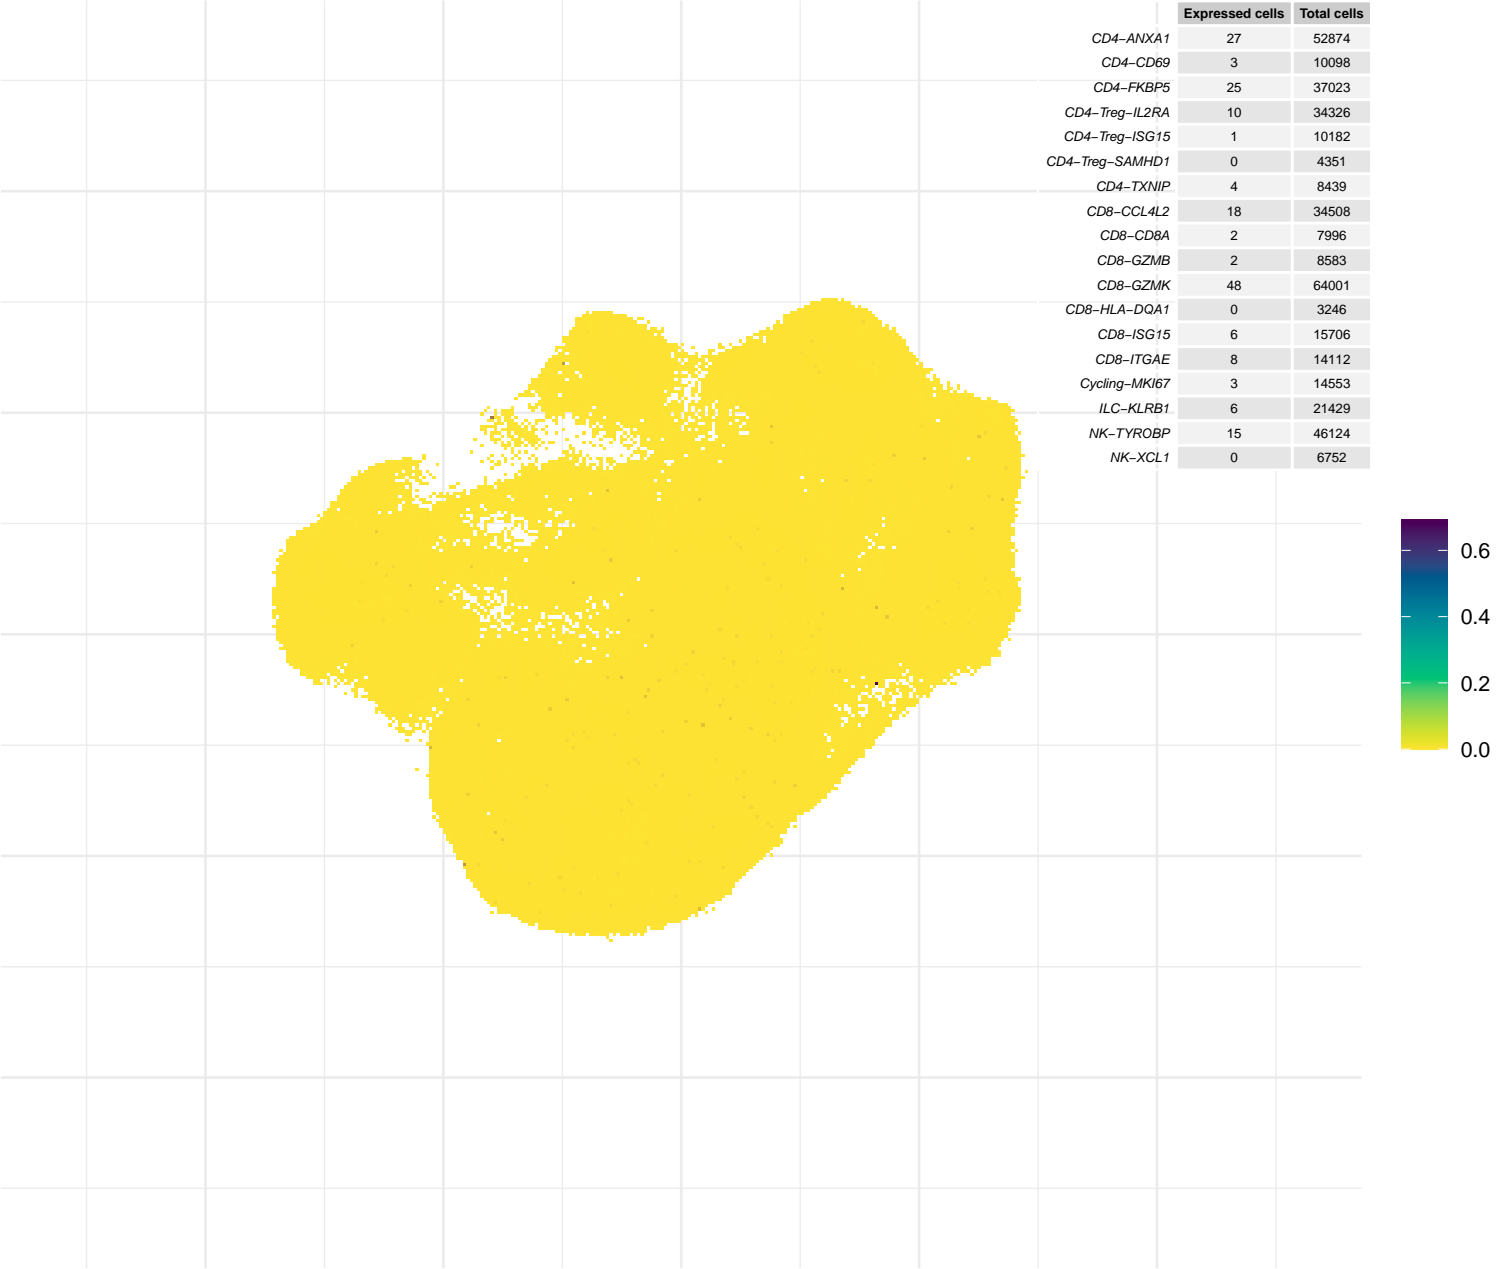 Expressed cells Total cells
CD4−ANXA1 27 52874
CD4−CD69 3 10098
CD4−FKBP5 25 37023
CD4−Treg−IL2RA 10 34326
CD4−Treg−ISG15 1 10182
CD4−Treg−SAMHD1 0 4351
CD4−TXNIP 4 8439
CD8−CCL4L2 18 34508
CD8−CD8A 2 7996
CD8−GZMB 2 8583
CD8−GZMK 48 64001
CD8−HLA−DQA1 0 3246
CD8−ISG15 6 15706
CD8−ITGAE 8 14112
Cycling−MKI67 3 14553
ILC−KLRB1 6 21429
NK−TYROBP 15 46124
NK−XCL1 0 6752
0.6
0.4
0.2
0.0